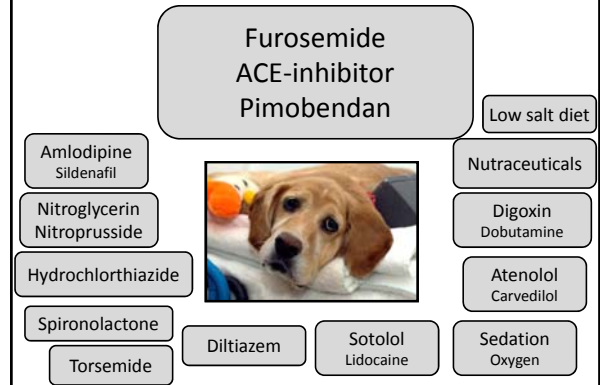 Furosemide
ACE-inhibitor
Pimobendan
Low salt diet
Amlodipine
Sildenafil
Nutraceuticals
Nitroglycerin
Nitroprusside
Digoxin
Dobutamine
Hydrochlorthiazide
Atenolol
Carvedilol
Spironolactone
Torsemide
Diltiazem
Sotolol
Lidocaine
Sedation
Oxygen